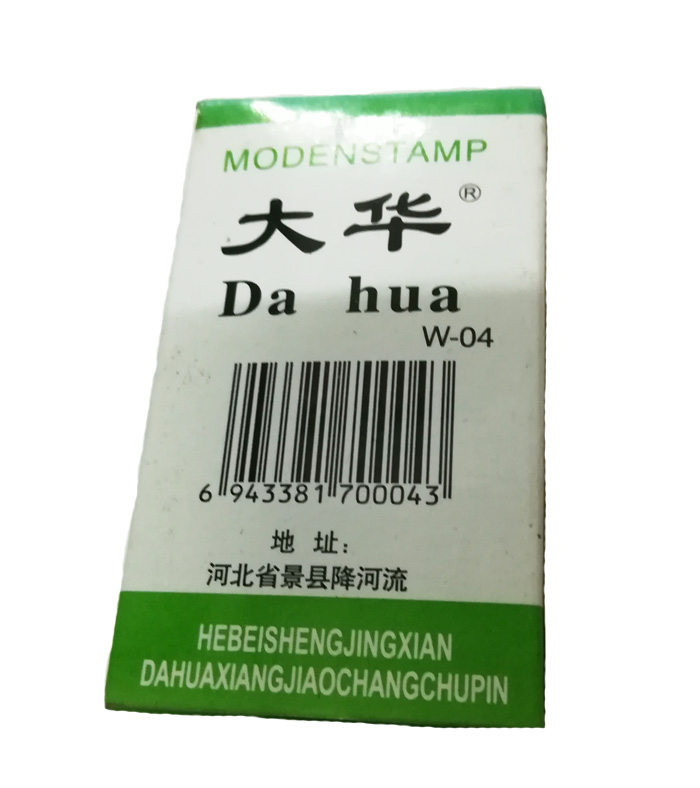 MODENSTAMP
大华®
Da hua
W-04
6 943381 700043
地 址：
河北省景县降河流
HEBEISHENGJINGXIAN
DAHUAXIANGJIAOCHANGCHUPIN